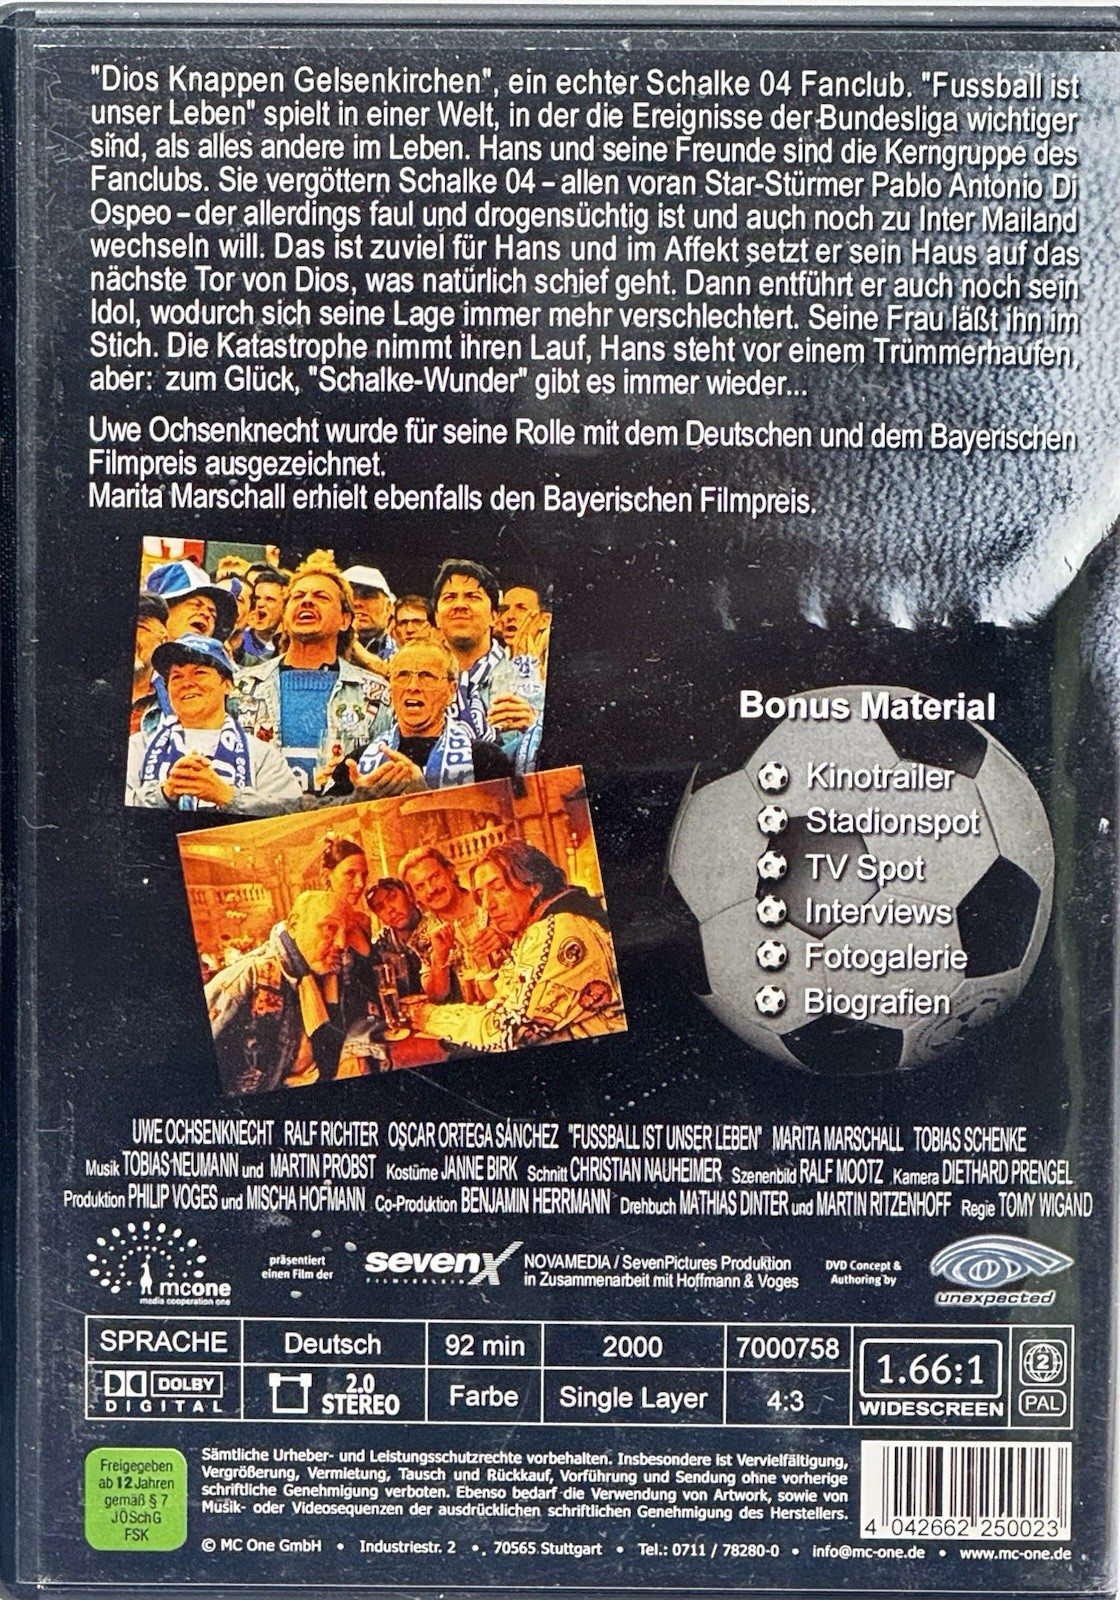 "Dios Knappen Gelsenkirchen", ein echter Schalke 04 Fanclub. "Fussball ist
unser Leben" spielt in einer Welt, in der die Ereignisse der Bundesliga wichtiger
sind, als alles andere im Leben. Hans und seine Freunde sind die Kerngruppe des
Fanclubs. Sie vergöttern Schalke 04 – allen voran Star-Stürmer Pablo Antonio Di
Ospeo – der allerdings faul und drogensüchtig ist und auch noch zu Inter Mailand
wechseln will. Das ist zuviel für Hans und im Affekt setzt er sein Haus auf das
nächste Tor von Dios, was natürlich schief geht. Dann entführt er auch noch sein
Idol, wodurch sich seine Lage immer mehr verschlechtert. Seine Frau läßt ihn im
Stich. Die Katastrophe nimmt ihren Lauf, Hans steht vor einem Trümmerhaufen,
aber: zum Glück, "Schalke-Wunder" gibt es immer wieder...
Uwe Ochsenknecht wurde für seine Rolle mit dem Deutschen und dem Bayerischen
Filmpreis ausgezeichnet.
Marita Marschall erhielt ebenfalls den Bayerischen Filmpreis.
Bonus Material
Kinotrailer
Stadionspot
TV Spot
Interviews
Fotogalerie
Biografien
UWE OCHSENKNECHT RALF RICHTER OSCAR ORTEGA SÁNCHEZ "FUSSBALL IST UNSER LEBEN" MARITA MARSCHALL TOBIAS SCHENKE
Musik TOBIAS NEUMANN und MARTIN PROBST Kostüme JANNE BIRK Schnitt CHRISTIAN NAUHEIMER Szenenbild RALF MOOTZ Kamera DIETHARD PRENGEL
Produktion PHILIP VOGES und MISCHA HOFMANN Co-Produktion BENJAMIN HERRMANN Drehbuch MATHIAS DINTER und MARTIN RITZENHOFF Regie TOMY WIGAND
mcone
media cooperation one
präsentiert
einen Film der
sevenX
FILMVERLEIH
NOVAMEDIA / SevenPictures Produktion
in Zusammenarbeit mit Hoffmann & Voges
DVD Concept &
Authoring by
DVD
unexpected
SPRACHE Deutsch 92 min 2000 7000758
DOLBY
DIGITAL
2.0
STEREO
Farbe Single Layer 4:3
1.66:1
WIDESCREEN
2
PAL
Freigegeben
ab 12 Jahren
gemäß § 7
JÖSchG
FSK
Sämtliche Urheber- und Leistungsschutzrechte vorbehalten. Insbesondere ist Vervielfältigung,
Vergrößerung, Vermietung, Tausch und Rückkauf, Vorführung und Sendung ohne vorherige
schriftliche Genehmigung verboten. Ebenso bedarf die Verwendung von Artwork, sowie von
Musik- oder Videosequenzen der ausdrücklichen schriftlichen Genehmigung des Herstellers.
© MC One GmbH • Industriestr. 2 • 70565 Stuttgart • Tel.: 0711 / 78280-0 • info@mc-one.de • www.mc-one.de
4 042662 250023